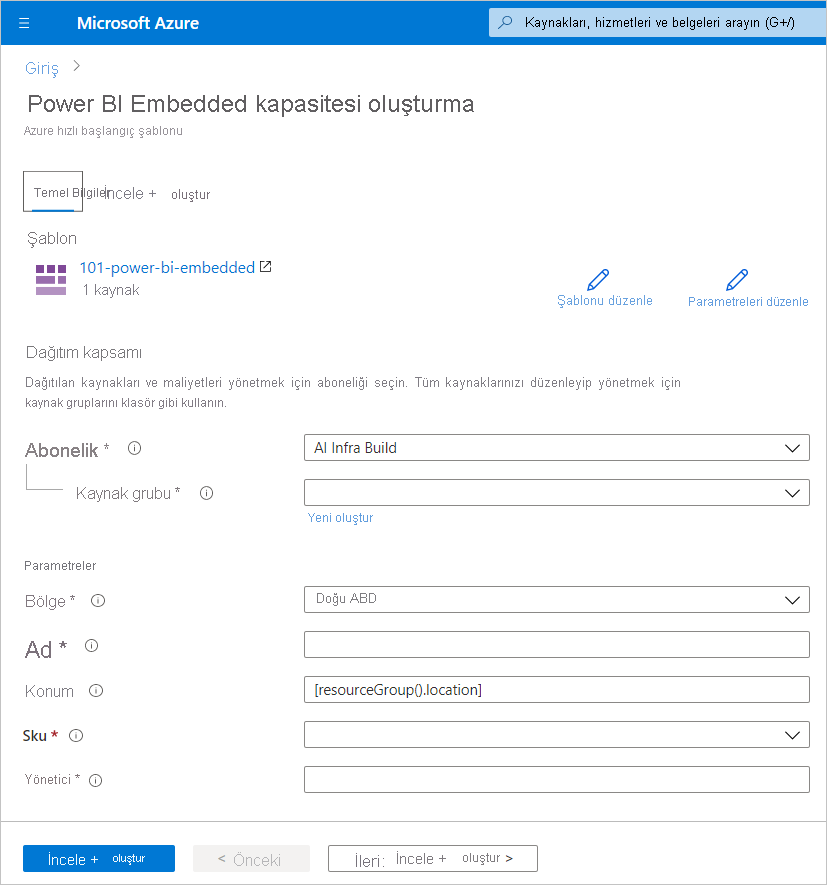 Microsoft Azure
Kaynakları, hizmetleri ve belgeleri arayın (G+/)
Giriş >
Power BI Embedded kapasitesi oluşturma
Azure hızlı başlangıç şablonu
Temel Bilgiler İncele + oluştur
Şablon
101-power-bi-embedded
1 kaynak
Şablonu düzenle
Parametreleri düzenle
Dağıtım kapsamı
Dağıtılan kaynakları ve maliyetleri yönetmek için aboneliği seçin. Tüm kaynaklarınızı düzenleyip yönetmek için
kaynak gruplarını klasör gibi kullanın.
Abonelik *
AI Infra Build
Kaynak grubu *
Yeni oluştur
Parametreler
Bölge *
Doğu ABD
Ad *
Konum
[resourceGroup().location]
Sku *
Yönetici *
İncele + oluştur
< Önceki
İleri: İncele + oluştur >